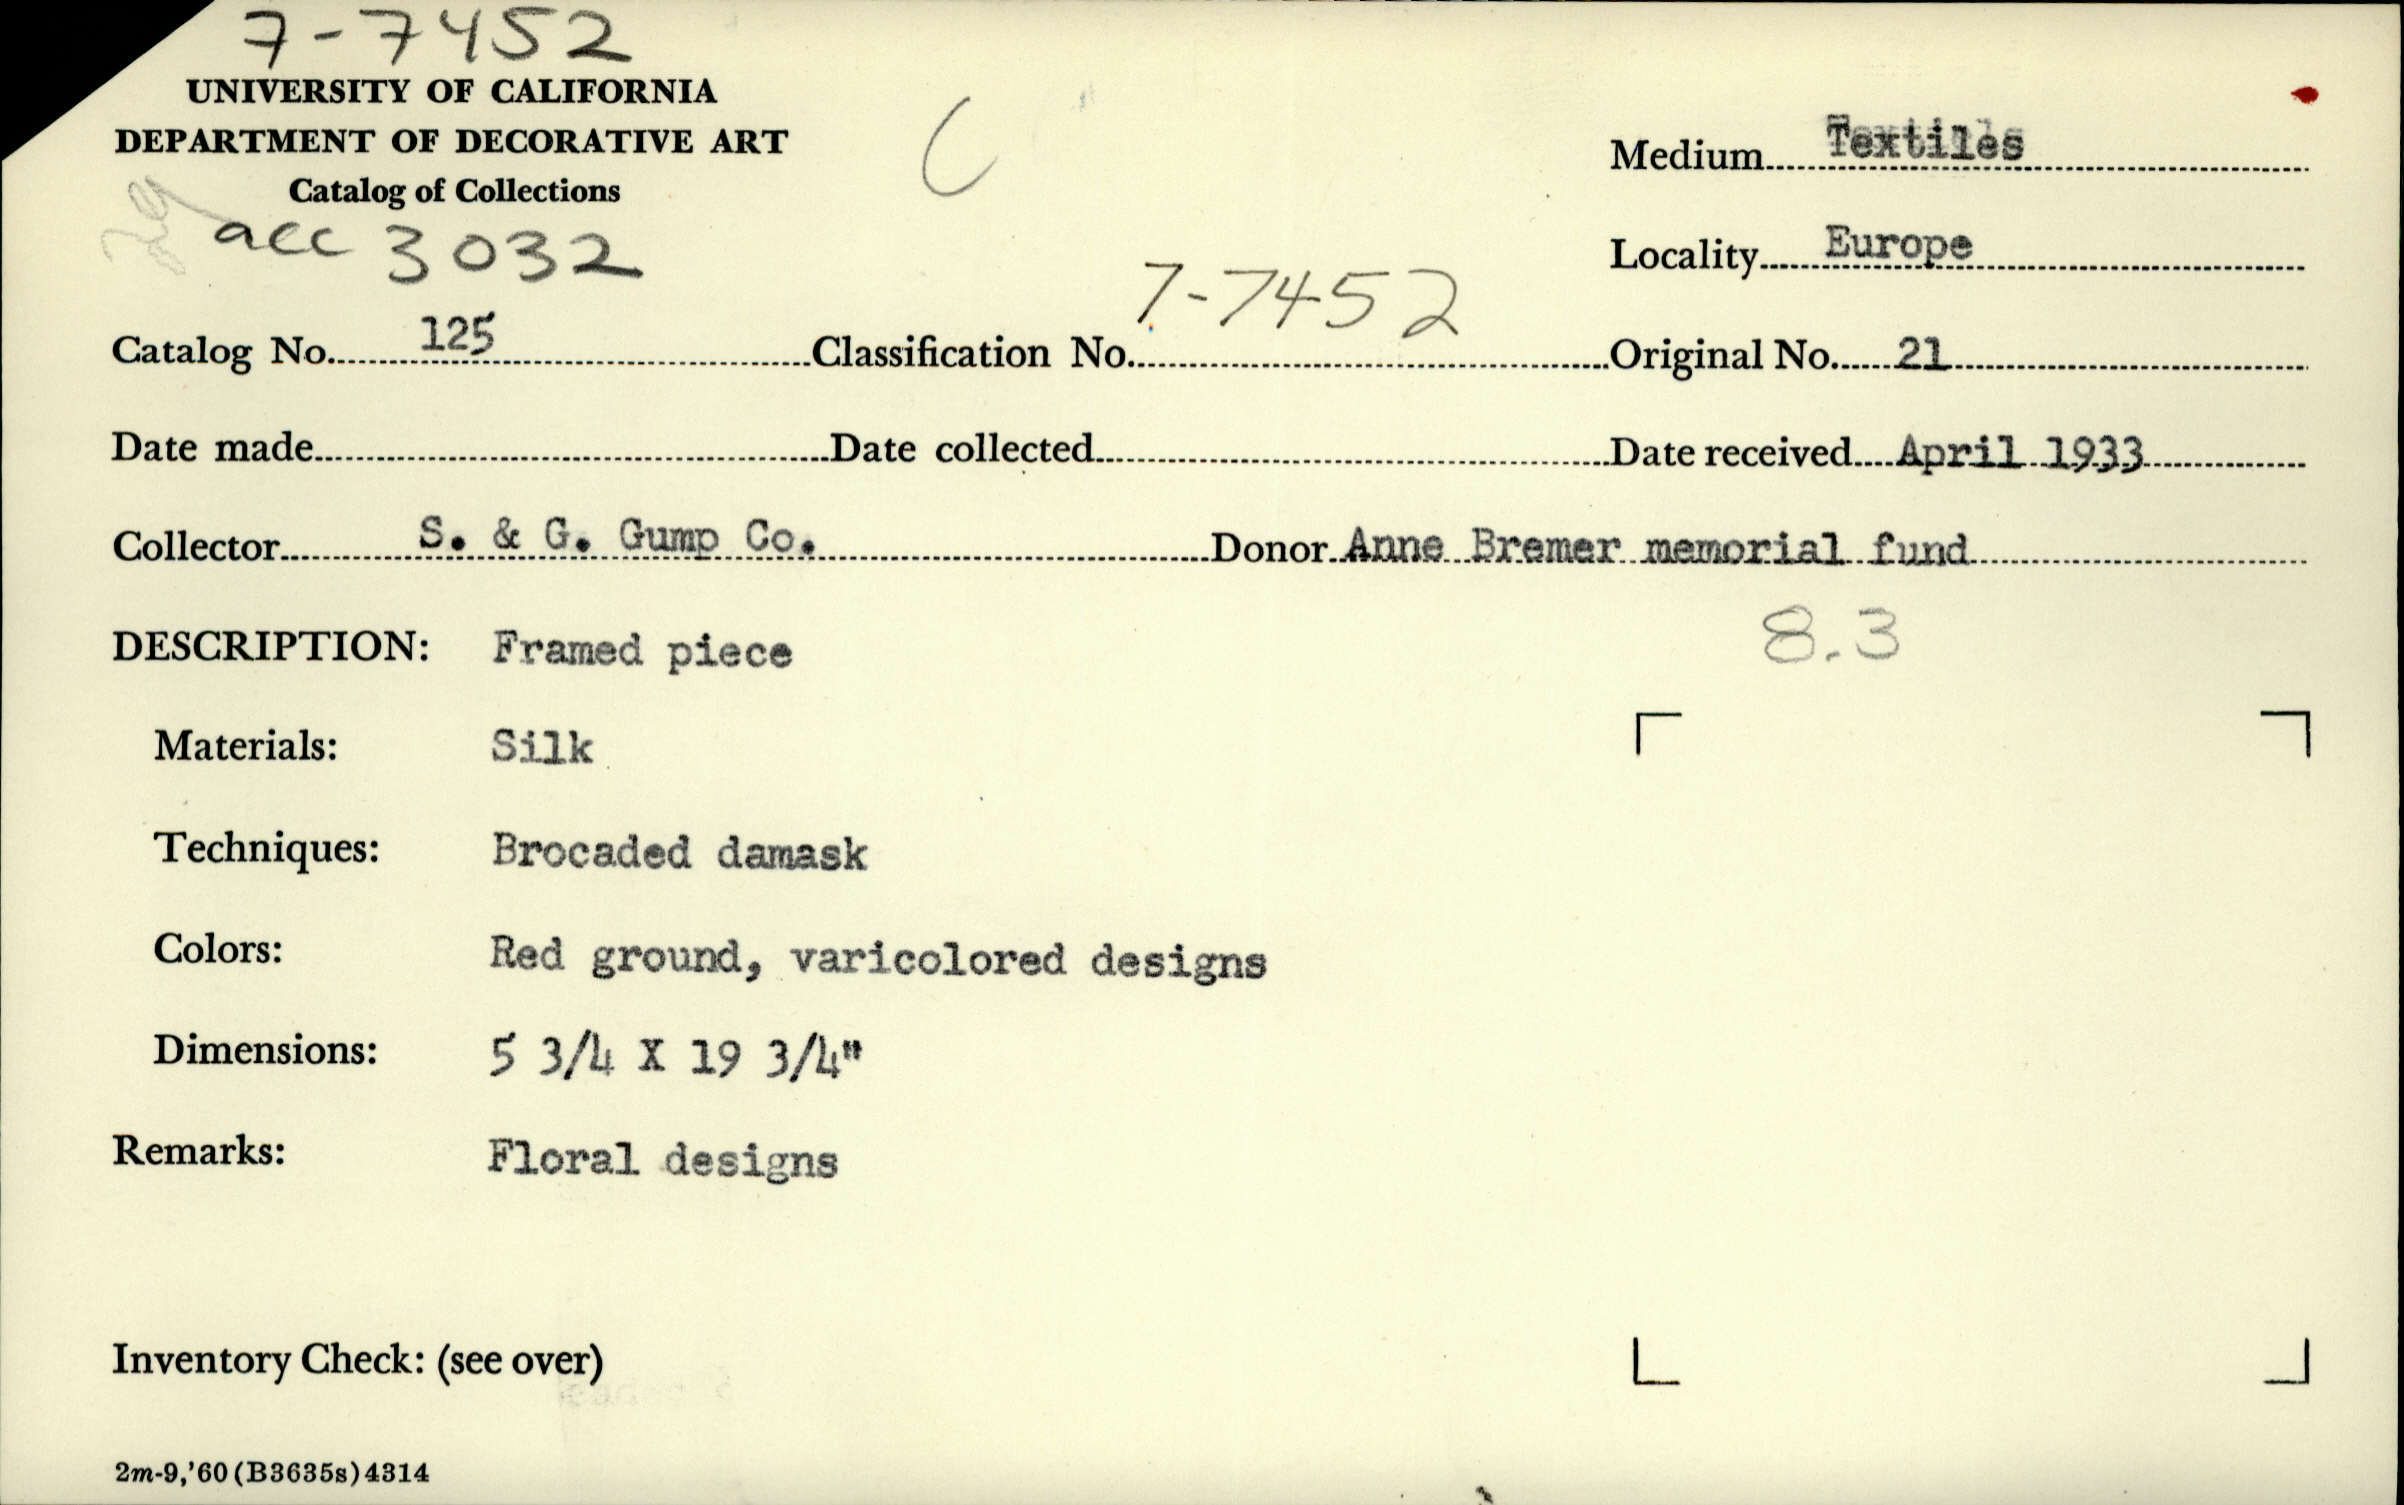 7-7452
UNIVERSITY OF CALIFORNIA
DEPARTMENT OF DECORATIVE ART
Catalog of Collections
acc 3032
C
Medium Textiles
Locality Europe
7-7452
Catalog No. 125 Classification No. Original No. 21
Date made Date collected Date received April 1933
Collector S. & G. Gump Co. Donor Anne Bremer memorial fund
8.3
DESCRIPTION: Framed piece
Materials: Silk
Techniques: Brocaded damask
Colors: Red ground, varicolored designs
Dimensions: 5 3/4 X 19 3/4"
Remarks: Floral designs
Inventory Check: (see over)
2m-9,'60(B3635s)4314